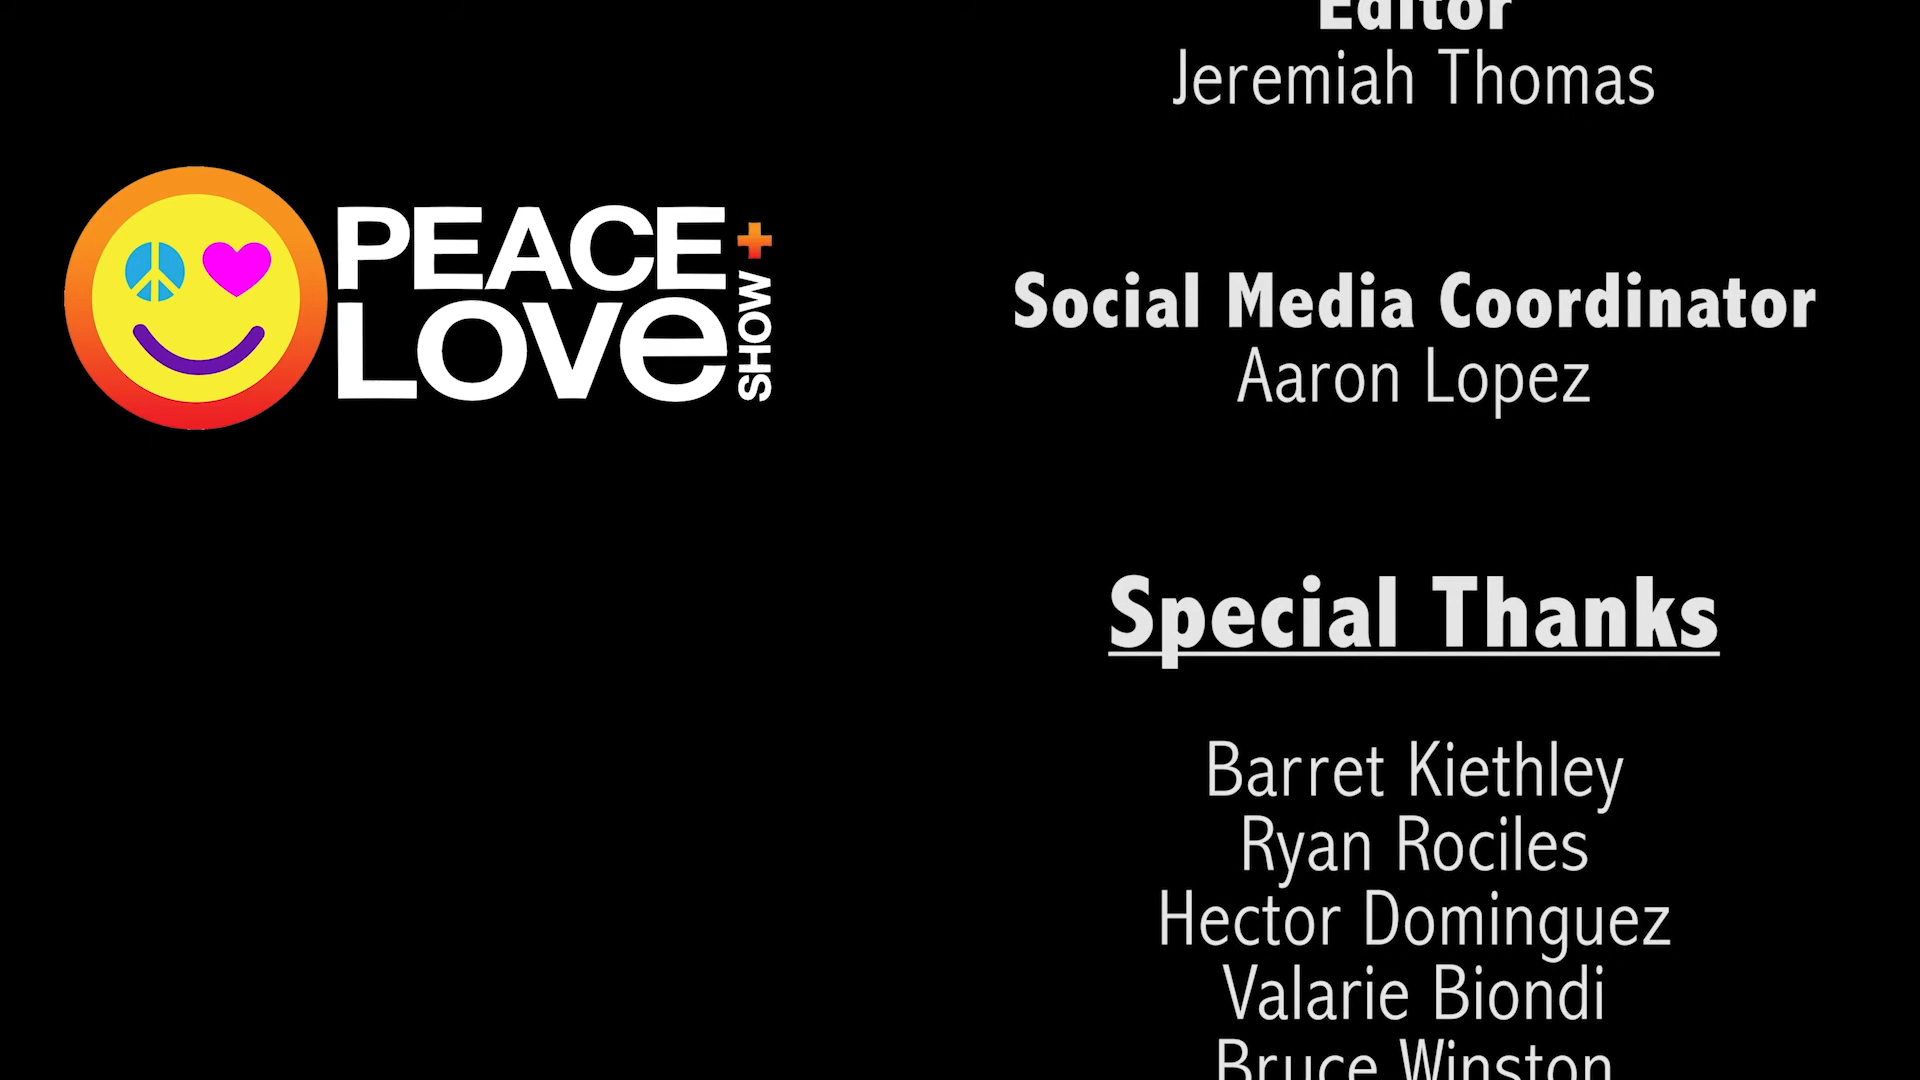 PEACE +
LOVE
SHOW
Editor
Jeremiah Thomas
Social Media Coordinator
Aaron Lopez
Special Thanks
Barret Kiethley
Ryan Rociles
Hector Dominguez
Valarie Biondi
Bruce Winston